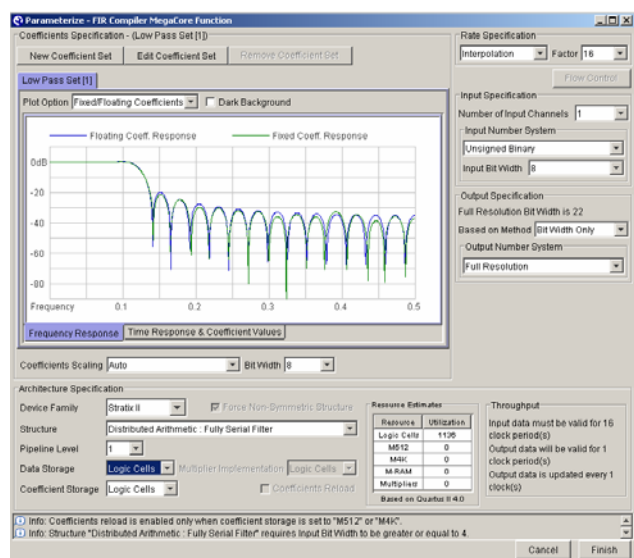 Parameterize - FIR Compiler MegaCore Function
Coefficients Specification - (Low Pass Set [1])
New Coefficient Set Edit Coefficient Set Remove Coefficient Set
Low Pass Set [1]
Plot Option Fixed/Floating Coefficients Dark Background
Floating Coeff. Response Fixed Coeff. Response
0dB
-20
-40
-60
-80
Frequency 0.1 0.2 0.3 0.4 0.5
Frequency Response Time Response & Coefficient Values
Coefficients Scaling Auto Bit Width 8
Rate Specification
Interpolation Factor 16
Flow Control
Input Specification
Number of Input Channels 1
Input Number System
Unsigned Binary
Input Bit Width 8
Output Specification
Full Resolution Bit Width is 22
Based on Method Bit Width Only
Output Number System
Full Resolution
Architecture Specification
Device Family Stratix II Force Non-Symmetric Structure
Structure Distributed Arithmetic : Fully Serial Filter
Pipeline Level 1
Data Storage Logic Cells Multiplier Implementation Logic Cells
Coefficient Storage Logic Cells Coefficients Reload
Resource Estimates
Resource Utilization
Logic Cells 1136
M512 0
M4K 0
M-RAM 0
Multipliers 0
Based on Quartus II 4.0
Throughput
Input data must be valid for 16
clock period(s)
Output data will be valid for 1
clock period(s)
Output data is updated every 1
clock(s)
Info: Coefficients reload is enabled only when coefficient storage is set to "M512" or "M4K".
Info: Structure "Distributed Arithmetic : Fully Serial Filter" requires Input Bit Width to be greater or equal to 4.
Cancel Finish